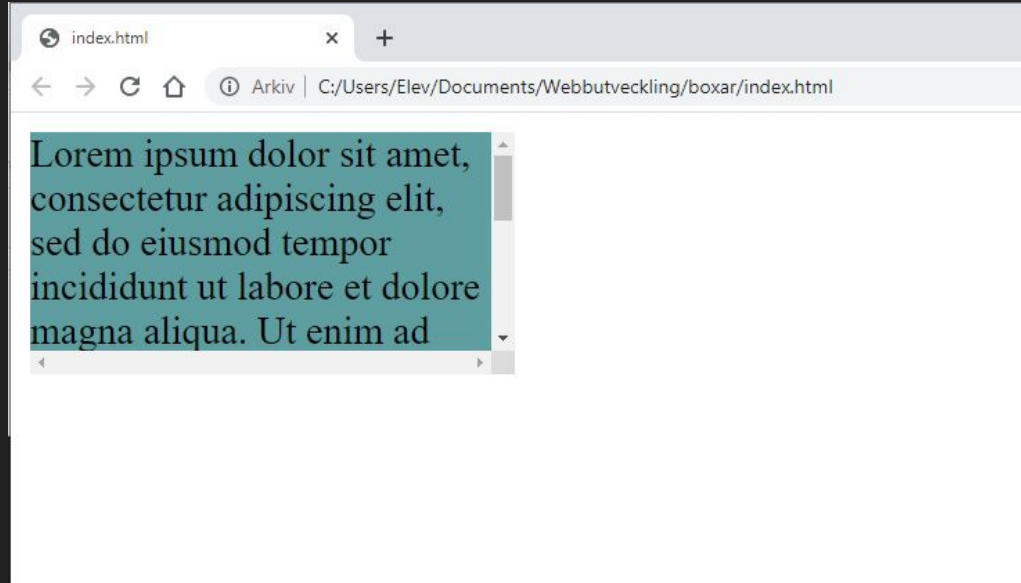 index.html
Arkiv C:/Users/Elev/Documents/Webbutveckling/boxar/index.html
Lorem ipsum dolor sit amet,
consectetur adipiscing elit,
sed do eiusmod tempor
incididunt ut labore et dolore
magna aliqua. Ut enim ad